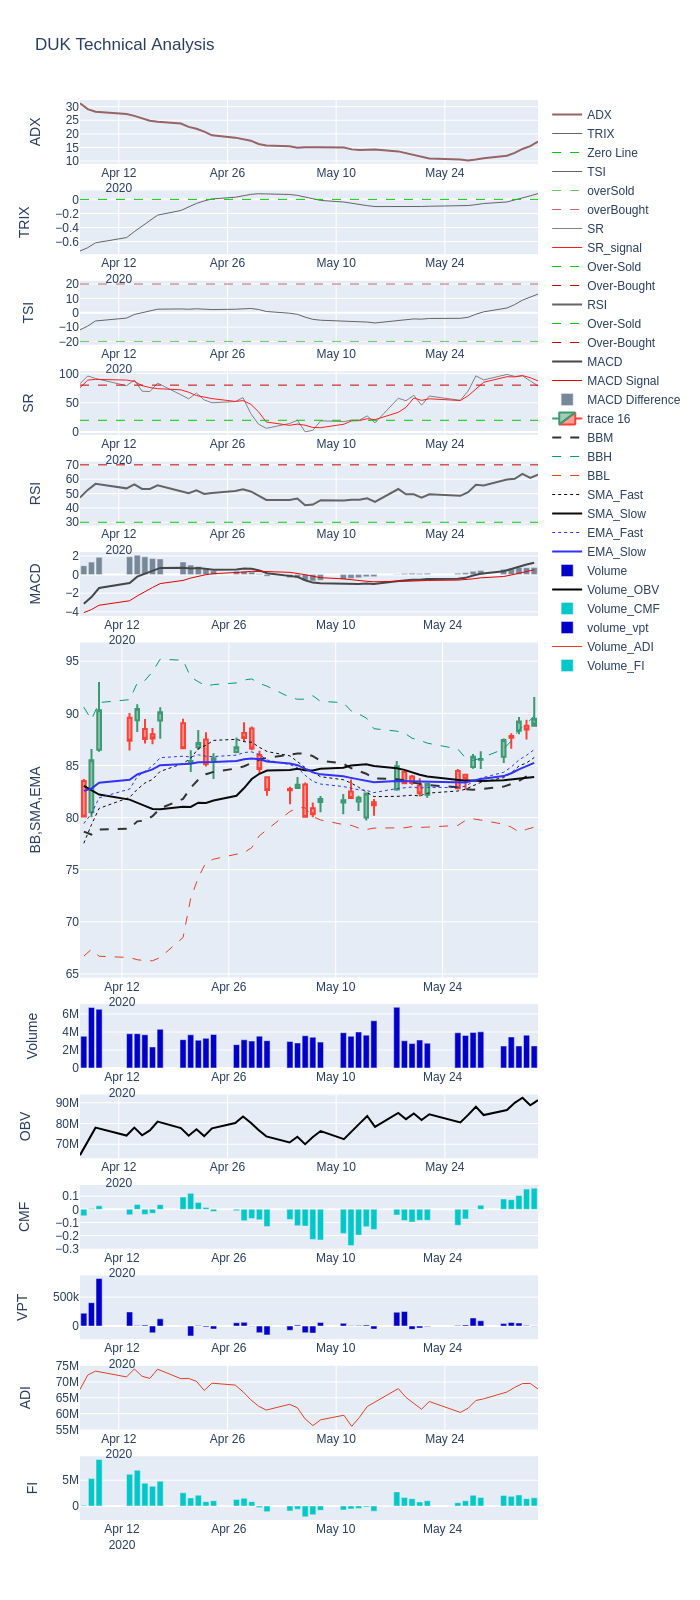 DUK Technical Analysis
ADX
30
25
20
15
10
Apr 12
2020
Apr 26
May 10
May 24
TRIX
0
−0.2
−0.4
−0.6
Apr 12
2020
Apr 26
May 10
May 24
TSI
20
10
0
−10
−20
Apr 12
2020
Apr 26
May 10
May 24
SR
100
50
0
Apr 12
2020
Apr 26
May 10
May 24
RSI
70
60
50
40
30
Apr 12
2020
Apr 26
May 10
May 24
MACD
2
0
−2
−4
Apr 12
2020
Apr 26
May 10
May 24
BB,SMA,EMA
95
90
85
80
75
70
65
Apr 12
2020
Apr 26
May 10
May 24
Volume
6M
4M
2M
0
Apr 12
2020
Apr 26
May 10
May 24
OBV
90M
80M
70M
Apr 12
2020
Apr 26
May 10
May 24
CMF
0.1
0
−0.1
−0.2
−0.3
Apr 12
2020
Apr 26
May 10
May 24
VPT
500k
0
Apr 12
2020
Apr 26
May 10
May 24
ADI
75M
70M
65M
60M
55M
Apr 12
2020
Apr 26
May 10
May 24
FI
5M
0
Apr 12
2020
Apr 26
May 10
May 24
ADX
TRIX
Zero Line
TSI
overSold
overBought
SR
SR_signal
Over-Sold
Over-Bought
RSI
Over-Sold
Over-Bought
MACD
MACD Signal
MACD Difference
trace 16
BBM
BBH
BBL
SMA_Fast
SMA_Slow
EMA_Fast
EMA_Slow
Volume
Volume_OBV
Volume_CMF
volume_vpt
Volume_ADI
Volume_FI